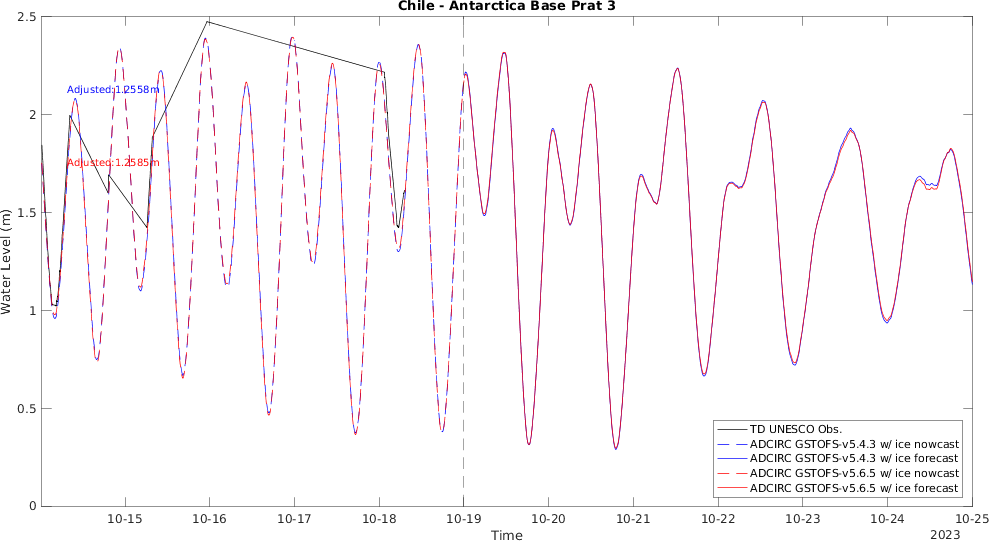 Chile - Antarctica Base Prat 3
2.5
2
1.5
1
0.5
0
Water Level (m)
Adjusted:1.2558m
Adjusted:1.2585m
TD UNESCO Obs.
ADCIRC GSTOFS-v5.4.3 w/ ice nowcast
ADCIRC GSTOFS-v5.4.3 w/ ice forecast
ADCIRC GSTOFS-v5.6.5 w/ ice nowcast
ADCIRC GSTOFS-v5.6.5 w/ ice forecast
10-15 10-16 10-17 10-18 10-19 10-20 10-21 10-22 10-23 10-24 10-25
Time
2023